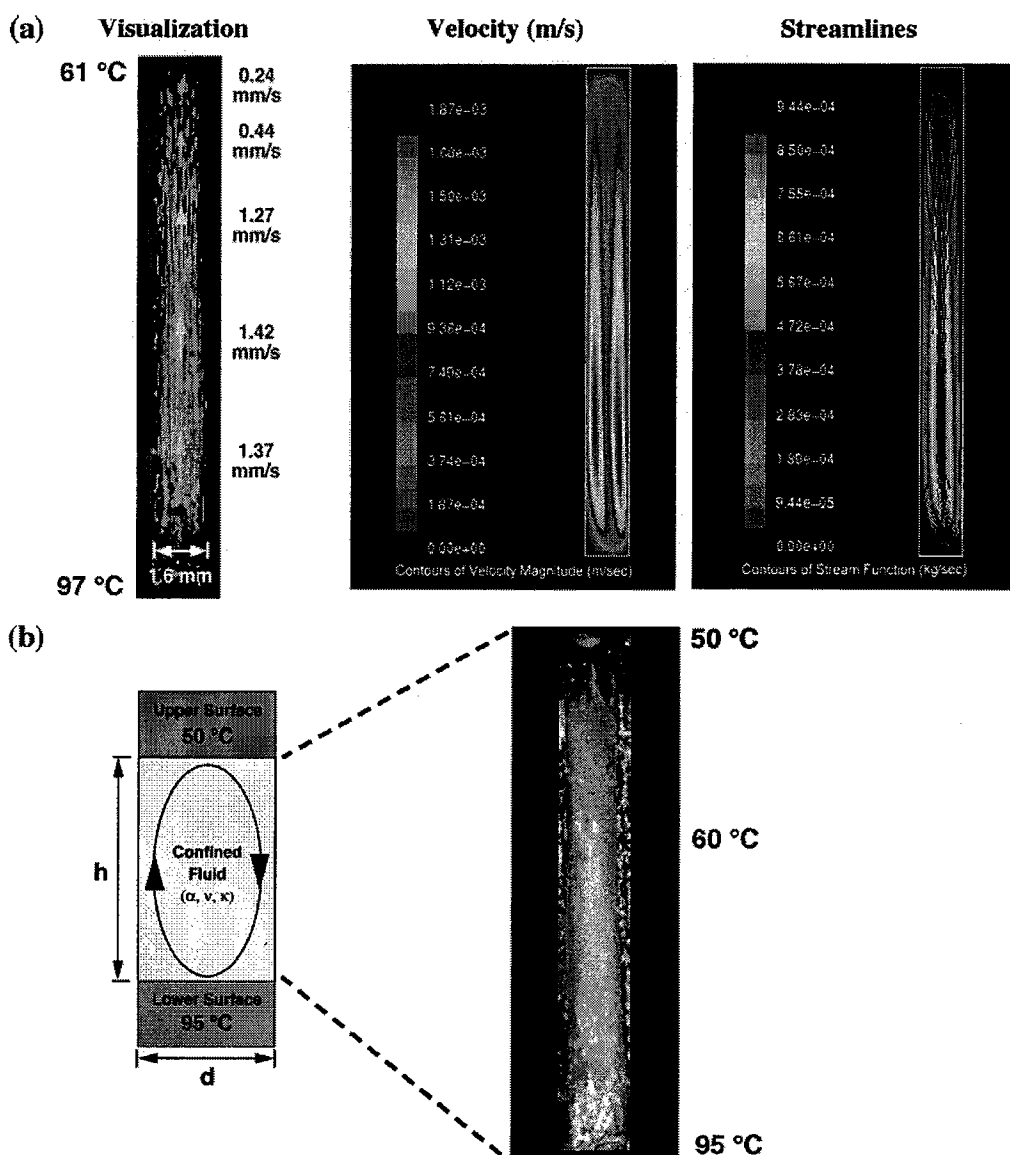 (a) Visualization Velocity (m/s) Streamlines
61 °C
0.24
mm/s
0.44
mm/s
1.27
mm/s
1.42
mm/s
1.37
mm/s
1.6 mm
97 °C
1.87e-03
1.68e-03
1.50e-03
1.31e-03
1.12e-03
9.36e-04
7.49e-04
5.61e-04
3.74e-04
1.87e-04
0.00e+00
Contours of Velocity Magnitude (m/sec)
9.44e-04
8.50e-04
7.55e-04
6.61e-04
5.67e-04
4.72e-04
3.78e-04
2.83e-04
1.89e-04
9.44e-05
0.00e+00
Contours of Stream Function (kg/sec)
(b)
Upper Surface
50 °C
h
Confined
Fluid
(α, ν, κ)
Lower Surface
95 °C
d
50 °C
60 °C
95 °C